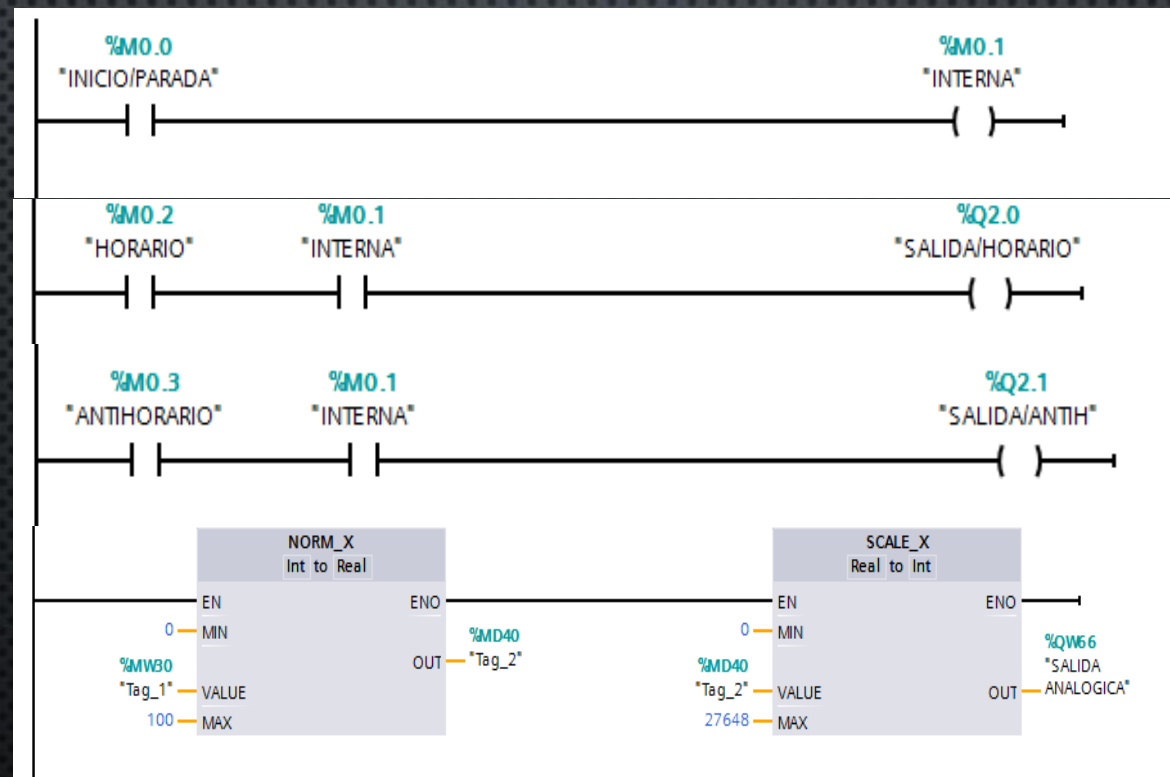 %M0.0 %M0.1
"INICIO/PARADA" "INTERNA"
%M0.2 %M0.1 %Q2.0
"HORARIO" "INTERNA" "SALIDA/HORARIO"
%M0.3 %M0.1 %Q2.1
"ANTIHORARIO" "INTERNA" "SALIDA/ANTIH"
NORM_X SCALE_X
Int to Real Real to Int
EN ENO EN ENO
0 MIN 0 MIN
%MD40 %QW66
"Tag_2" "SALIDA
ANALOGICA"
OUT OUT
%MW30 %MD40
"Tag_1" VALUE "Tag_2" VALUE
100 MAX 27648 MAX